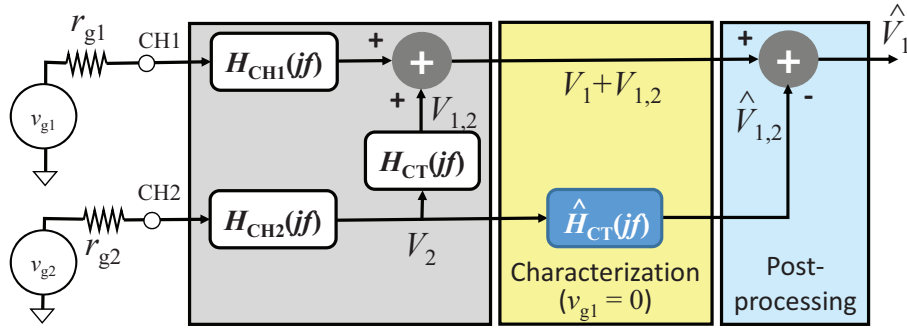 r_g1
CH1
v_g1
H_CH1(jf)
+
+
+
V_1,2
H_CT(jf)
V_1+V_1,2
+
+
-
V̂_1
V̂_1,2
r_g2
CH2
v_g2
H_CH2(jf)
V_2
Ĥ_CT(jf)
Characterization
(v_g1 = 0)
Post-
processing